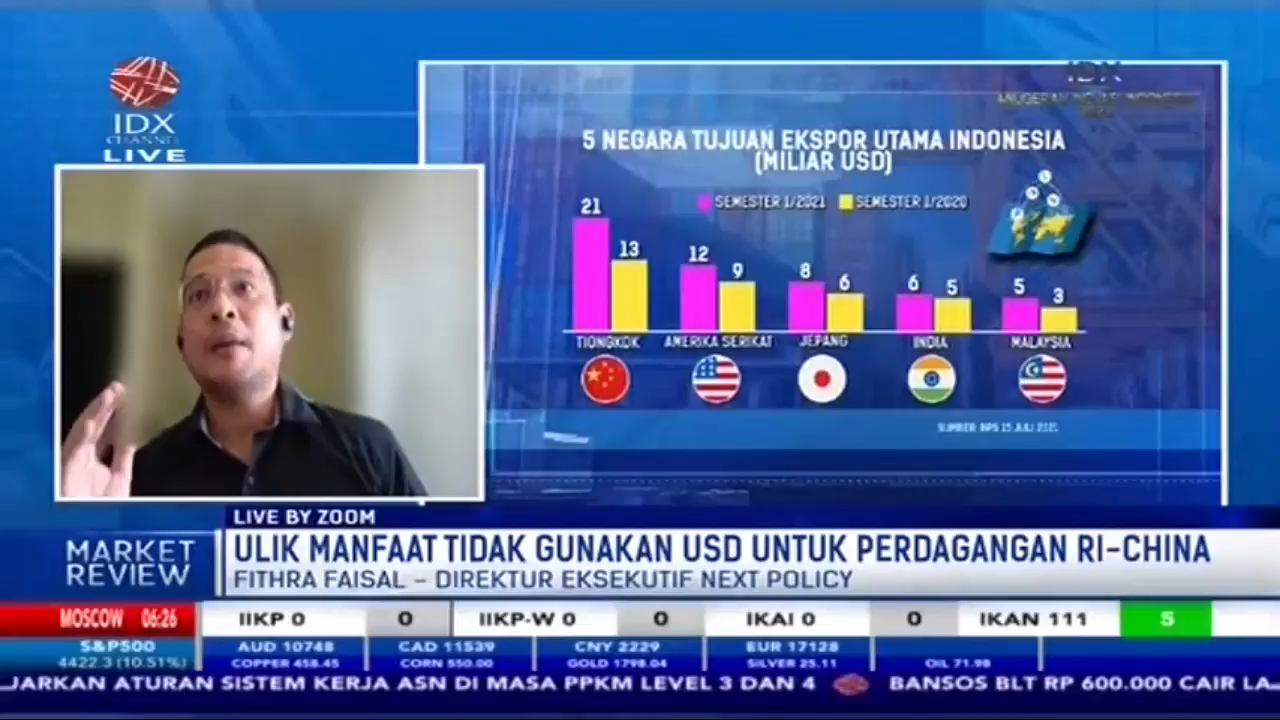 IDX
CHANNEL
LIVE
IDX
5 NEGARA TUJUAN EKSPOR UTAMA INDONESIA
(MILIAR USD)
SEMESTER 1/2021 SEMESTER 1/2020
21 13 12 9 8 6 6 5 5 3
TIONGKOK AMERIKA SERIKAT JEPANG INDIA MALAYSIA
SUMBER: BPS 15 JULI 2021
LIVE BY ZOOM
MARKET
REVIEW
ULIK MANFAAT TIDAK GUNAKAN USD UNTUK PERDAGANGAN RI-CHINA
FITHRA FAISAL - DIREKTUR EKSEKUTIF NEXT POLICY
MOSCOW 06:26 IIKP 0 0 IIKP-W 0 0 IKAI 0 0 IKAN 111 5
S&P500 AUD 10748 CAD 11539 CNY 2229 EUR 17128
4422.3 (10.51%) COPPER 458.45 CORN 550.00 GOLD 1798.04 SILVER 25.11 OIL 71.98
JARKAN ATURAN SISTEM KERJA ASN DI MASA PPKM LEVEL 3 DAN 4 BANSOS BLT RP 600.000 CAIR LA